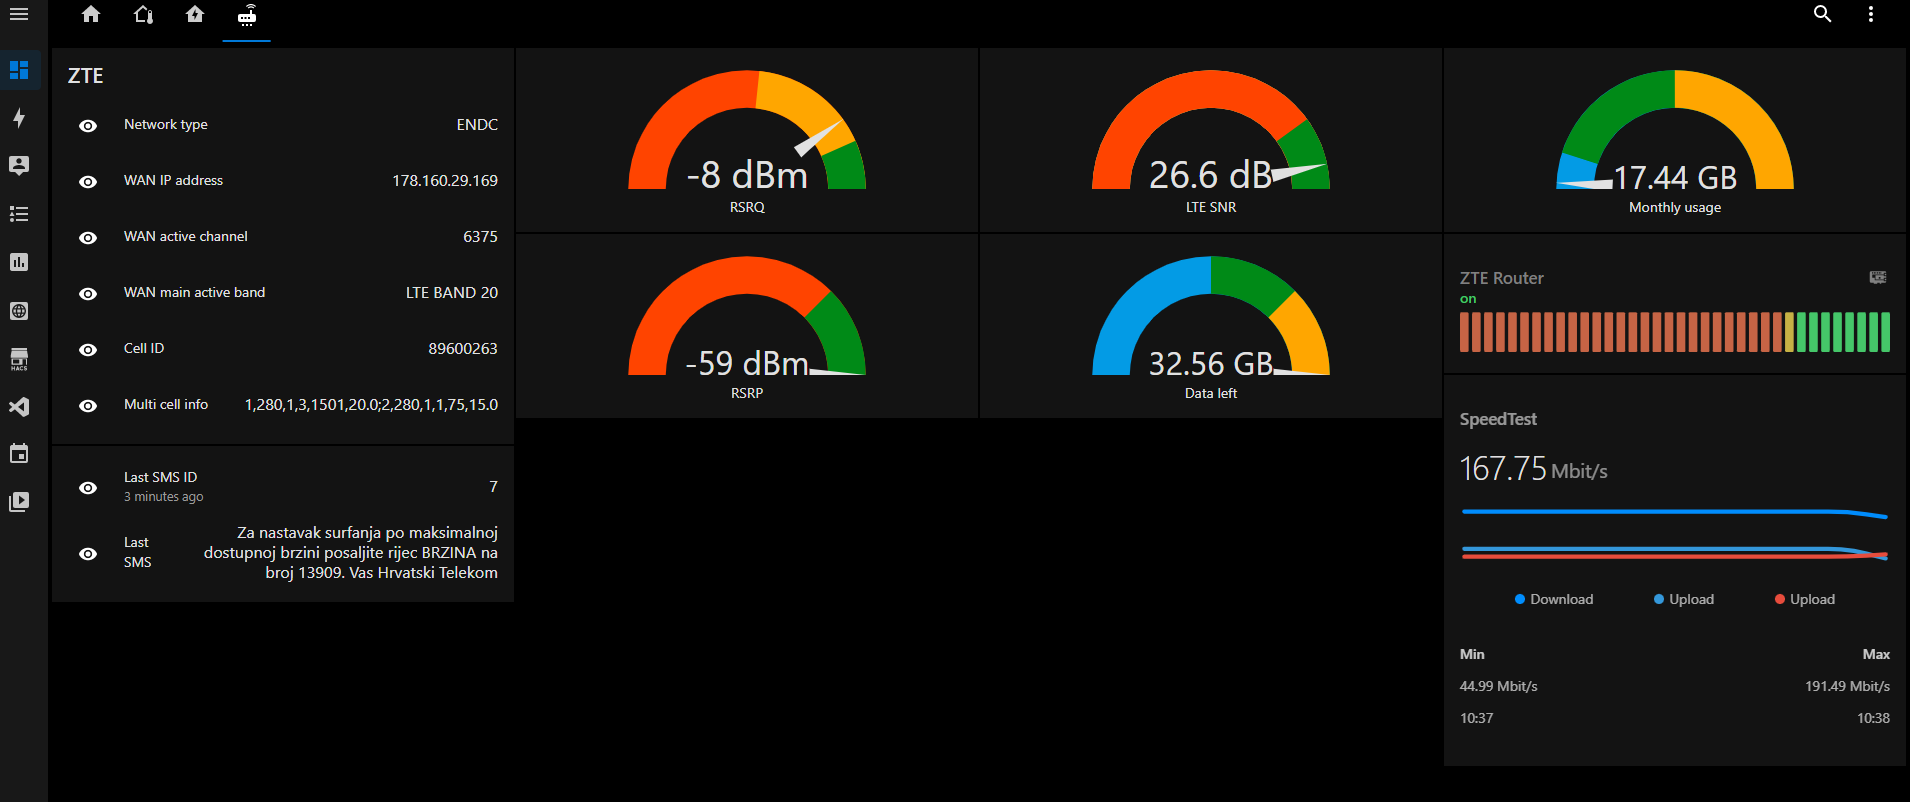 ZTE
Network type ENDC
WAN IP address 178.160.29.169
WAN active channel 6375
WAN main active band LTE BAND 20
Cell ID 89600263
Multi cell info 1,280,1,3,1501,20.0;2,280,1,1,75,15.0
Last SMS ID 7
3 minutes ago
Last SMS
Za nastavak surfanja po maksimalnoj
dostupnoj brzini posaljite rijec BRZINA na
broj 13909. Vas Hrvatski Telekom
-8 dBm
RSRQ
26.6 dB
LTE SNR
17.44 GB
Monthly usage
-59 dBm
RSRP
32.56 GB
Data left
ZTE Router
on
SpeedTest
167.75 Mbit/s
Download Upload Upload
Min Max
44.99 Mbit/s 191.49 Mbit/s
10:37 10:38
HACS